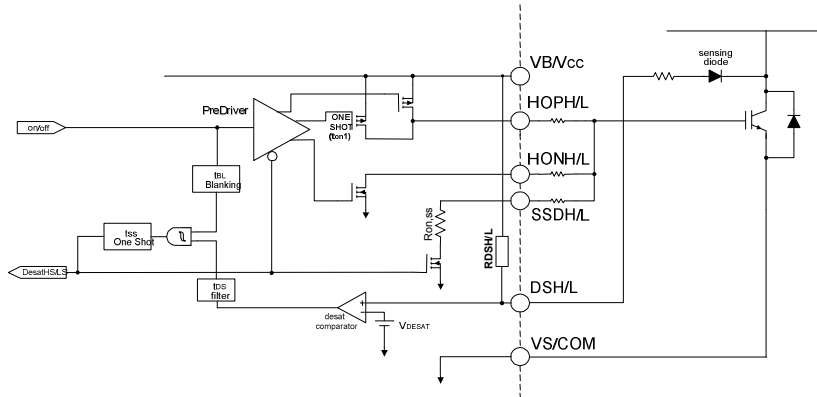 sensing
diode
VB/VCC
PreDriver
HOPH/L
on/off
ONE
SHOT
(ton1)
tBL
Blanking
HONH/L
SSDH/L
tss
One Shot
Ron,ss
RDSH/L
DesatHS/LS
tDS
filter
DSH/L
desat
comparator
VDESAT
VS/COM